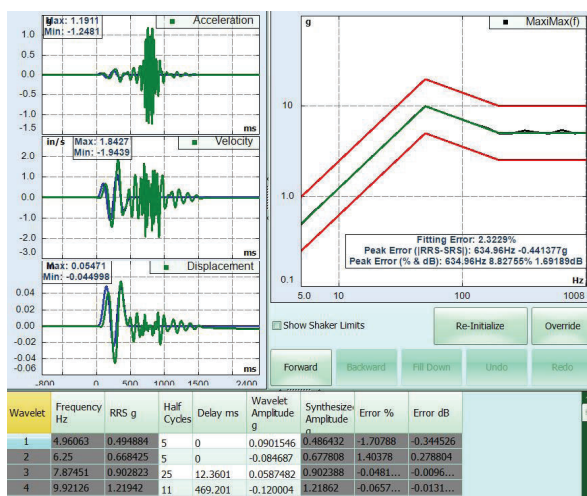 g
Max: 1.1911
Min: -1.2481
Acceleration
1.0
0.5
0.0
-0.5
-1.0
-1.5
ms
in/s
Max: 1.8427
Min: -1.9439
Velocity
2.0
1.0
0.0
-1.0
-2.0
-3.0
ms
Max: 0.05471
Min: -0.044998
Displacement
0.04
0.02
0.00
-0.02
-0.04
-0.06
ms
-800 0 500 1000 1500 2400
g
MaxiMax(f)
10
1.0
0.1
Fitting Error: 2.3229%
Peak Error (|RRS-SRS|): 634.96Hz -0.441377g
Peak Error (% & dB): 634.96Hz 8.82755% 1.69189dB
Hz
5.0 10 100 1008
Show Shaker Limits
Re-Initialize
Override
Forward
Backward
Fill Down
Undo
Redo
Wavelet Frequency Hz RRS g Half Cycles Delay ms Wavelet Amplitude g Synthesize g Error % Error dB
1 4.96063 0.494884 5 0 0.0901546 0.486432 -1.70788 -0.344526
2 6.25 0.668425 5 0 -0.084687 0.677808 1.40378 0.278804
3 7.87451 0.902823 25 12.3601 0.0587482 0.902388 -0.0481... -0.0096...
4 9.92126 1.21942 11 469.201 -0.120004 1.21862 -0.0657... -0.0131...